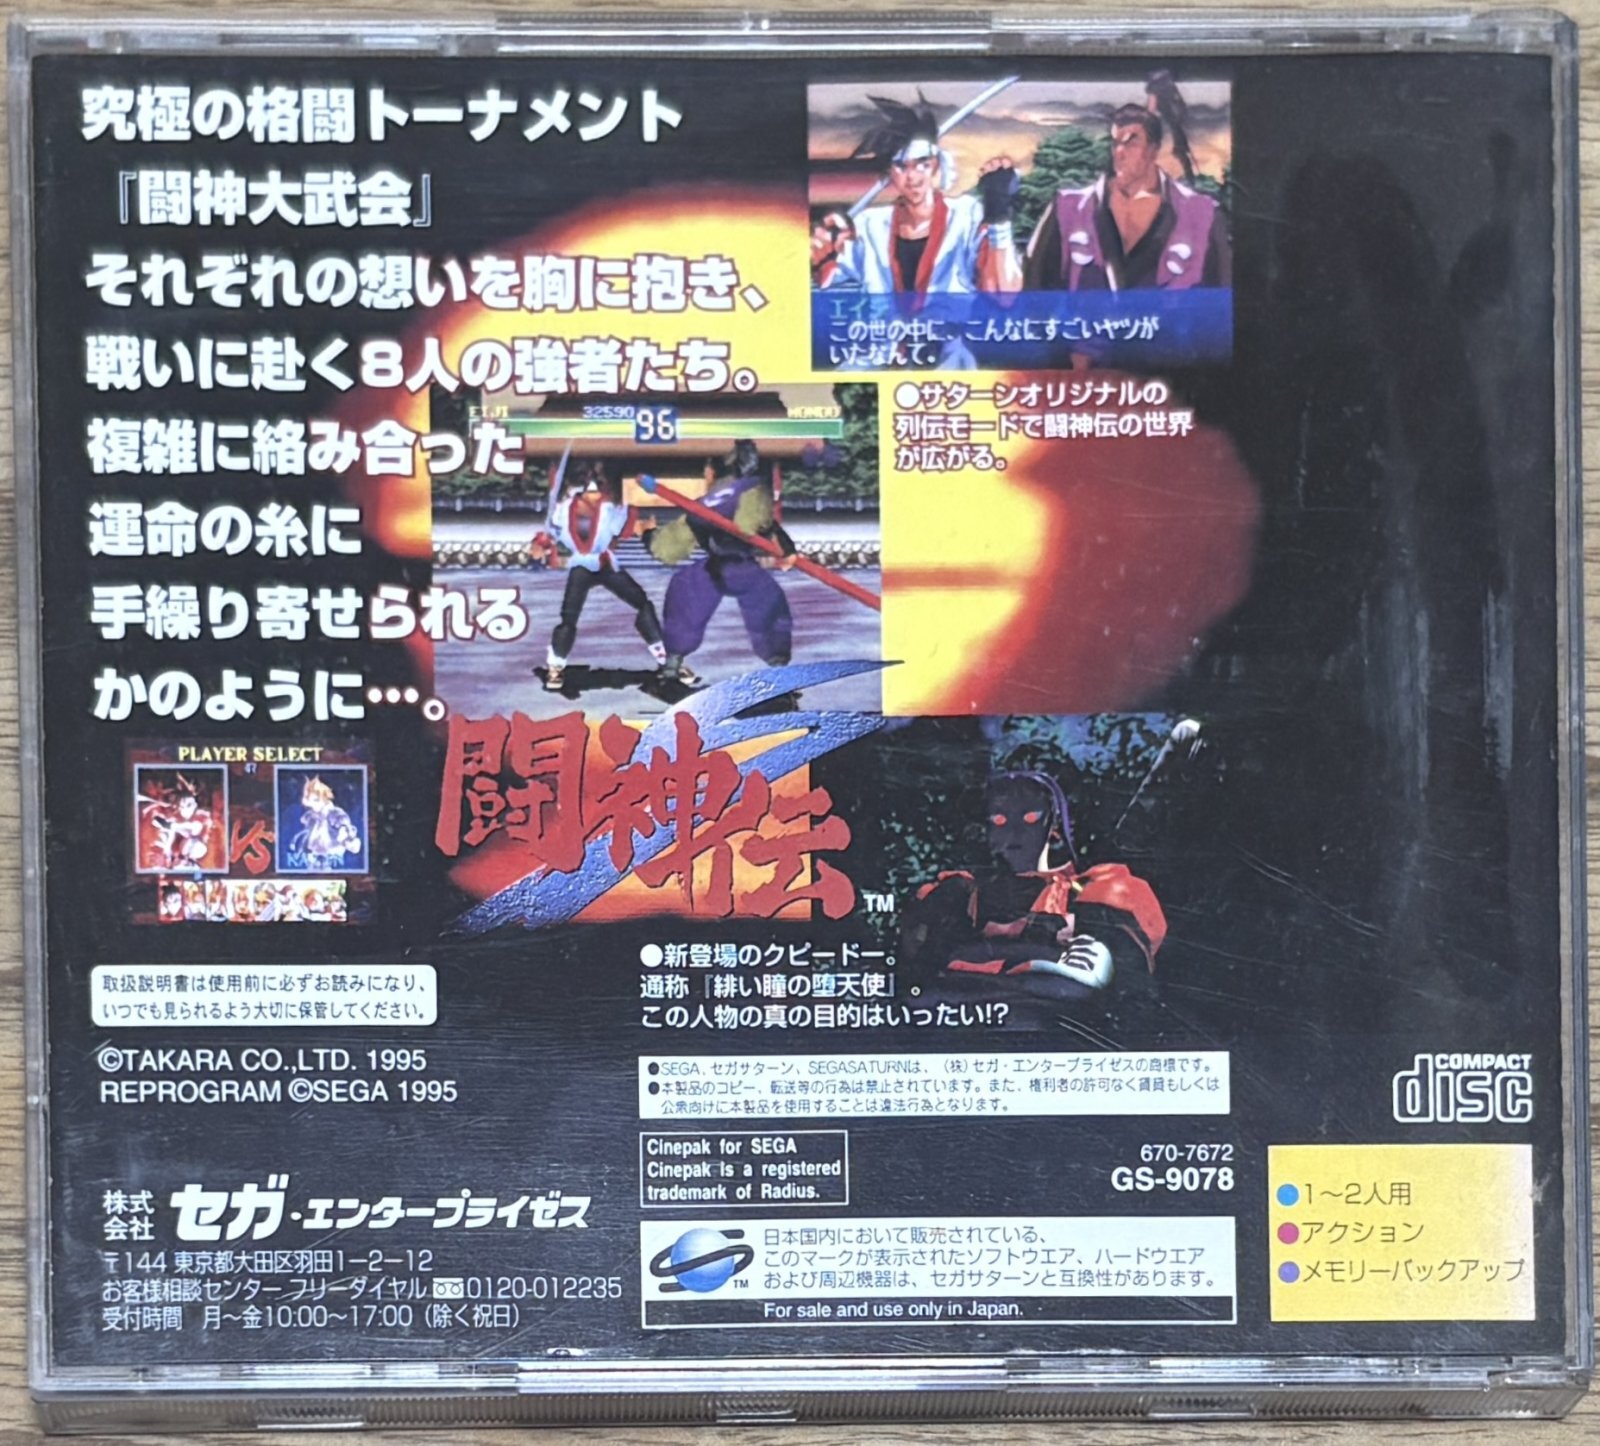 究極の格闘トーナメント
『闘神大武会』
それぞれの想いを胸に抱き、
戦いに赴く8人の強者たち。
複雑に絡み合った
運命の糸に
手繰り寄せられる
かのように…。
エイジ
この世の中に、こんなにすごいヤツが
いたなんて。
●サターンオリジナルの
列伝モードで闘神伝の世界
が広がる。
EIJI 32590 96 MONDO
PLAYER SELECT
VS
闘神伝S™
●新登場のクピードー。
通称『緋い瞳の堕天使』。
この人物の真の目的はいったい!?
取扱説明書は使用前に必ずお読みになり、
いつでも見られるよう大切に保管してください。
©TAKARA CO.,LTD. 1995
REPROGRAM ©SEGA 1995
●SEGA、セガサターン、SEGASATURNは、(株)セガ・エンタープライゼスの商標です。
●本製品のコピー、転送等の行為は禁止されています。また、権利者の許可なく賃貸もしくは
公衆向けに本製品を使用することは違法行為となります。
COMPACT
disc
Cinepak for SEGA
Cinepak is a registered
trademark of Radius.
670-7672
GS-9078
株式会社 セガ・エンタープライゼス
〒144 東京都大田区羽田1-2-12
お客様相談センター フリーダイヤル 0120-012235
受付時間 月〜金10:00〜17:00(除く祝日)
TM
日本国内において販売されている、
このマークが表示されたソフトウエア、ハードウエア
および周辺機器は、セガサターンと互換性があります。
For sale and use only in Japan.
●1〜2人用
●アクション
●メモリーバックアップ